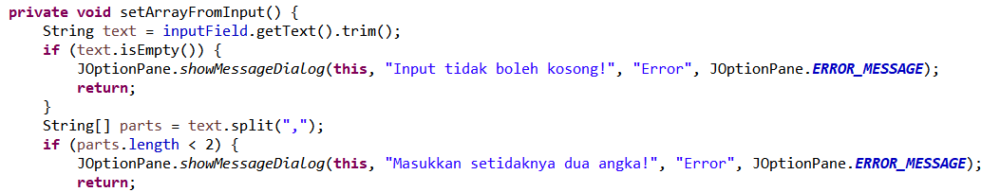 private void setArrayFromInput() {
    String text = inputField.getText().trim();
    if (text.isEmpty()) {
        JOptionPane.showMessageDialog(this, "Input tidak boleh kosong!", "Error", JOptionPane.ERROR_MESSAGE);
        return;
    }
    String[] parts = text.split(",");
    if (parts.length < 2) {
        JOptionPane.showMessageDialog(this, "Masukkan setidaknya dua angka!", "Error", JOptionPane.ERROR_MESSAGE);
        return;